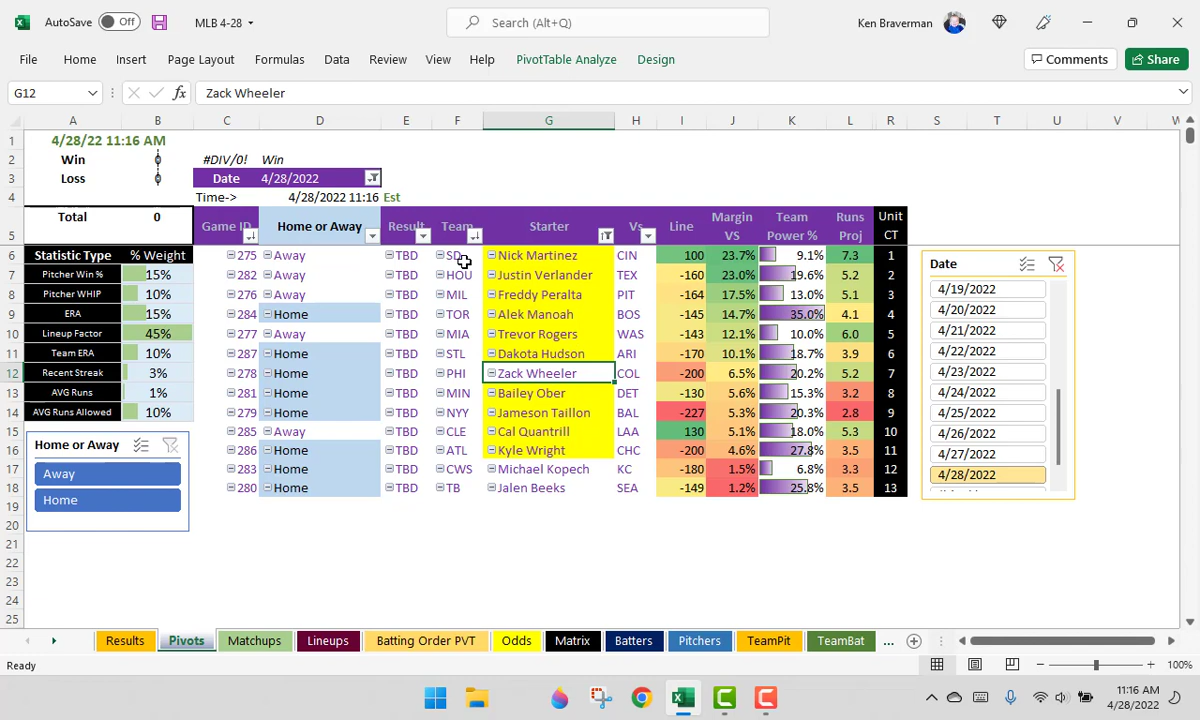 AutoSave Off MLB 4-28 Search (Alt+Q) Ken Braverman
File Home Insert Page Layout Formulas Data Review View Help PivotTable Analyze Design Comments Share
G12 fx Zack Wheeler
A B C D E F G H I J K L R S T U V W
1 4/28/22 11:16 AM
2 Win 0 #DIV/0! Win
3 Loss 0 Date 4/28/2022
4 Time-> 4/28/2022 11:16 Est
5 Total 0 Game ID Home or Away Result Team Starter Vs Line Margin VS Team Power % Runs Proj Unit CT
6 Statistic Type % Weight 275 Away TBD SD Nick Martinez CIN 100 23.7% 9.1% 7.3 1
7 Pitcher Win % 15% 282 Away TBD HOU Justin Verlander TEX -160 23.0% 19.6% 5.2 2
8 Pitcher WHIP 10% 276 Away TBD MIL Freddy Peralta PIT -164 17.5% 13.0% 5.1 3
9 ERA 15% 284 Home TBD TOR Alek Manoah BOS -145 14.7% 35.0% 4.1 4
10 Lineup Factor 45% 277 Away TBD MIA Trevor Rogers WAS -143 12.1% 10.0% 6.0 5
11 Team ERA 10% 287 Home TBD STL Dakota Hudson ARI -170 10.1% 18.7% 3.9 6
12 Recent Streak 3% 278 Home TBD PHI Zack Wheeler COL -200 6.5% 20.2% 5.2 7
13 AVG Runs 1% 281 Home TBD MIN Bailey Ober DET -130 5.6% 15.3% 3.2 8
14 AVG Runs Allowed 10% 279 Home TBD NYY Jameson Taillon BAL -227 5.3% 20.3% 2.8 9
15 285 Away TBD CLE Cal Quantrill LAA 130 5.1% 18.0% 5.3 10
16 286 Home TBD ATL Kyle Wright CHC -200 4.6% 27.8% 3.4 11
17 283 Home TBD CWS Michael Kopech KC -180 1.5% 6.8% 3.3 12
18 280 Home TBD TB Jalen Beeks SEA -149 1.2% 25.8% 3.5 13
19
20
21
22
23
24
25
Home or Away
Away
Home
Date
4/19/2022
4/20/2022
4/21/2022
4/22/2022
4/23/2022
4/24/2022
4/25/2022
4/26/2022
4/27/2022
4/28/2022
Results Pivots Matchups Lineups Batting Order PVT Odds Matrix Batters Pitchers TeamPit TeamBat ...
Ready 100%
11:16 AM
4/28/2022